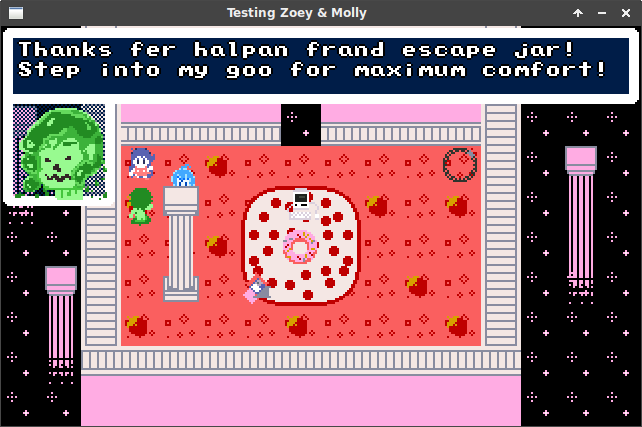 Testing Zoey & Molly
Thanks fer halpan frand escape jar!
Step into my goo for maximum comfort!